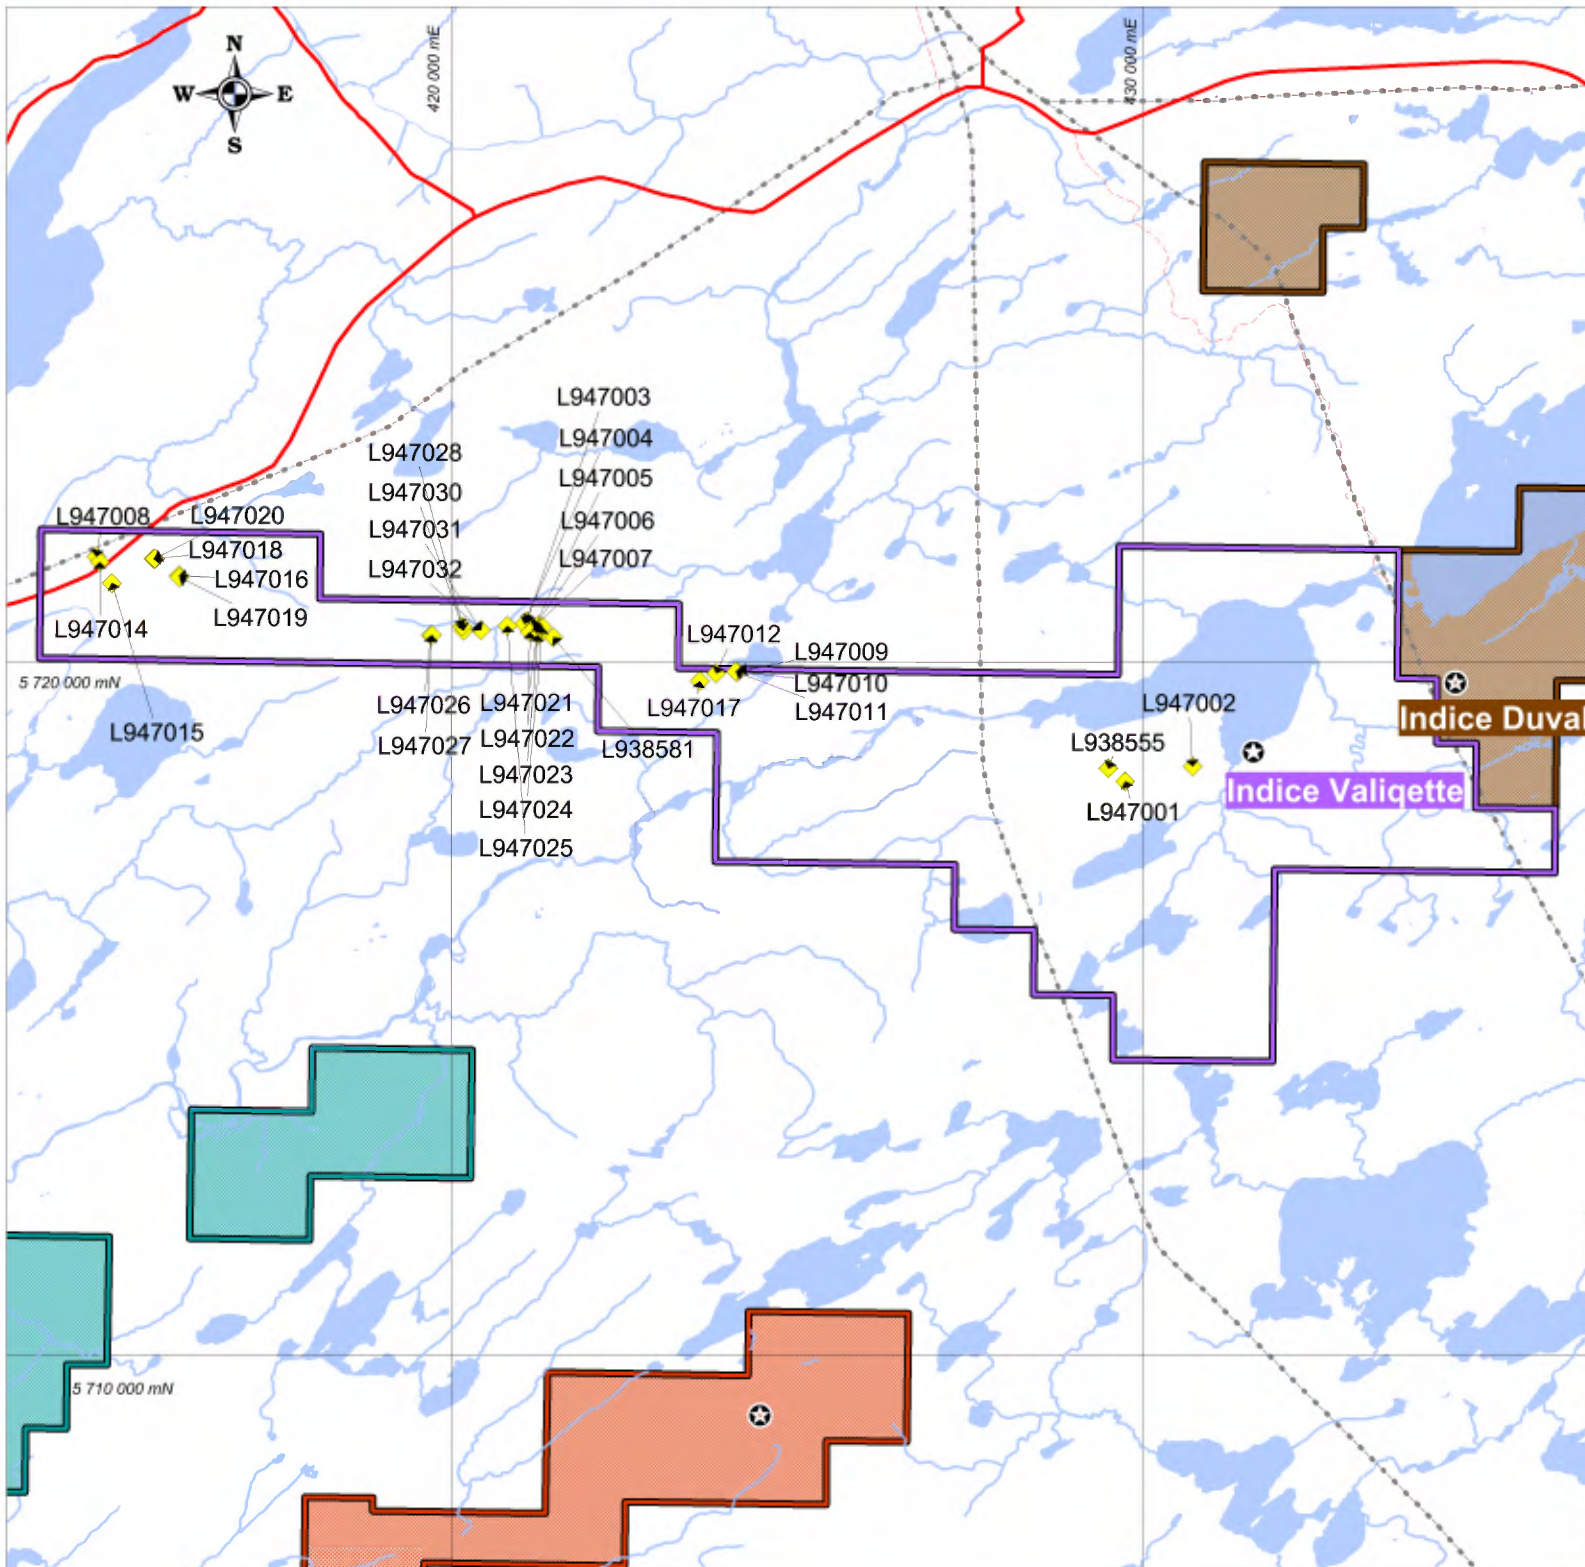 N
W E
S
420 000 mE
430 000 mE
L947003
L947004
L947005
L947006
L947007
L947028
L947030
L947031
L947032
L947008
L947020
L947018
L947016
L947019
L947014
L947015
5 720 000 mN
L947026
L947027
L947021
L947022
L947023
L947024
L947025
L938581
L947012
L947009
L947010
L947011
L947017
L947002
L938555
L947001
Indice Duval
Indice Valiqette
5 710 000 mN